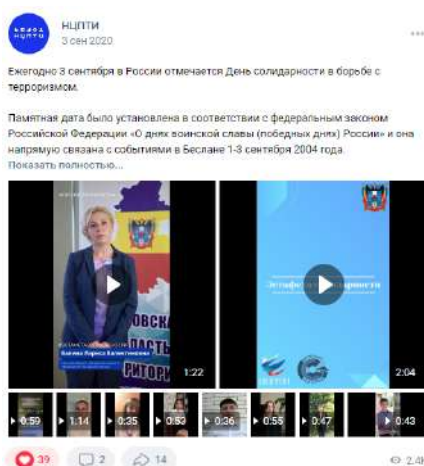 НЦПТИ
3 сен 2020
Ежегодно 3 сентября в России отмечается День солидарности в борьбе с
терроризмом.
Памятная дата было установлена в соответствии с федеральным законом
Российской Федерации «О днях воинской славы (победных днях) России» и она
напрямую связана с событиями в Беслане 1-3 сентября 2004 года.
Показать полностью...
1:22
2:04
0:59
1:14
0:35
0:53
0:36
0:55
0:47
0:43
39
2
14
2.4K